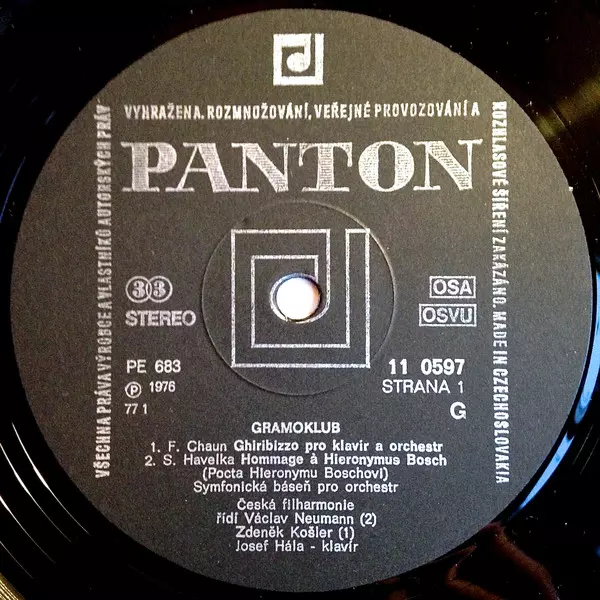 VŠECHNA PRÁVA VÝROBCE A VLASTNÍKŮ AUTORSKÝCH PRÁV
VYHRAŽENA. ROZMNOŽOVÁNÍ, VEŘEJNÉ PROVOZOVÁNÍ A
ROZHLASOVÉ ŠÍŘENÍ ZAKÁZÁNO. MADE IN CZECHOSLOVAKIA
PANTON
33
STEREO
OSA
OSVU
PE 683
Ⓟ 1976
77 1
11 0597
STRANA 1
G
GRAMOKLUB
1. F. Chaun Ghiribizzo pro klavír a orchestr
2. S. Havelka Hommage à Hieronymus Bosch
(Pocta Hieronymu Boschovi)
Symfonická báseň pro orchestr
Česká filharmonie
řídí Václav Neumann (2)
Zdeněk Košler (1)
Josef Hála - klavír